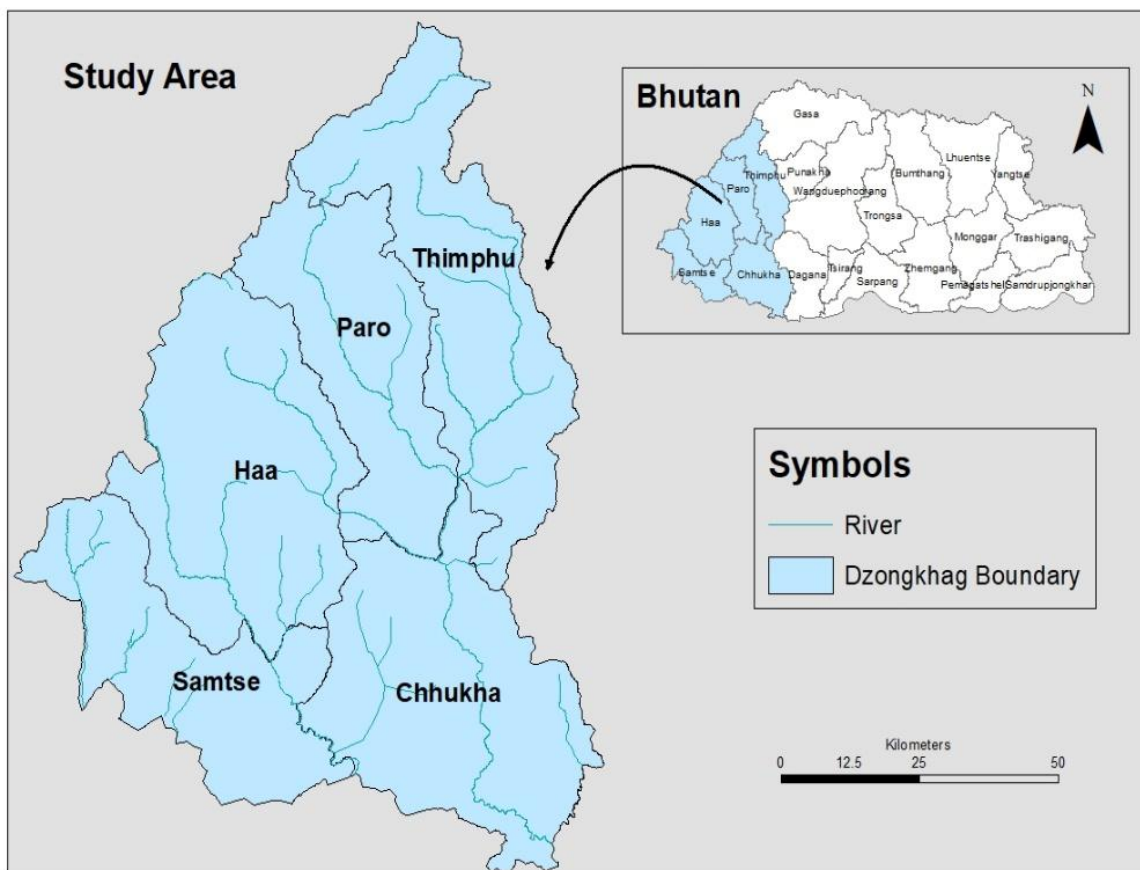 Study Area
Thimphu
Paro
Haa
Samtse
Chhukha
Bhutan
N
Gasa
Lhuentse
Punakha
Thimphu
Bumthang
Yangtse
Paro
Wangduephodrang
Haa
Trongsa
Monggar
Trashigang
Samtse
Chhukha
Dagana
Tsirang
Zhemgang
Sarpang
Pemagatshel
Samdrupjongkhar
Symbols
River
Dzongkhag Boundary
Kilometers
0 12.5 25 50